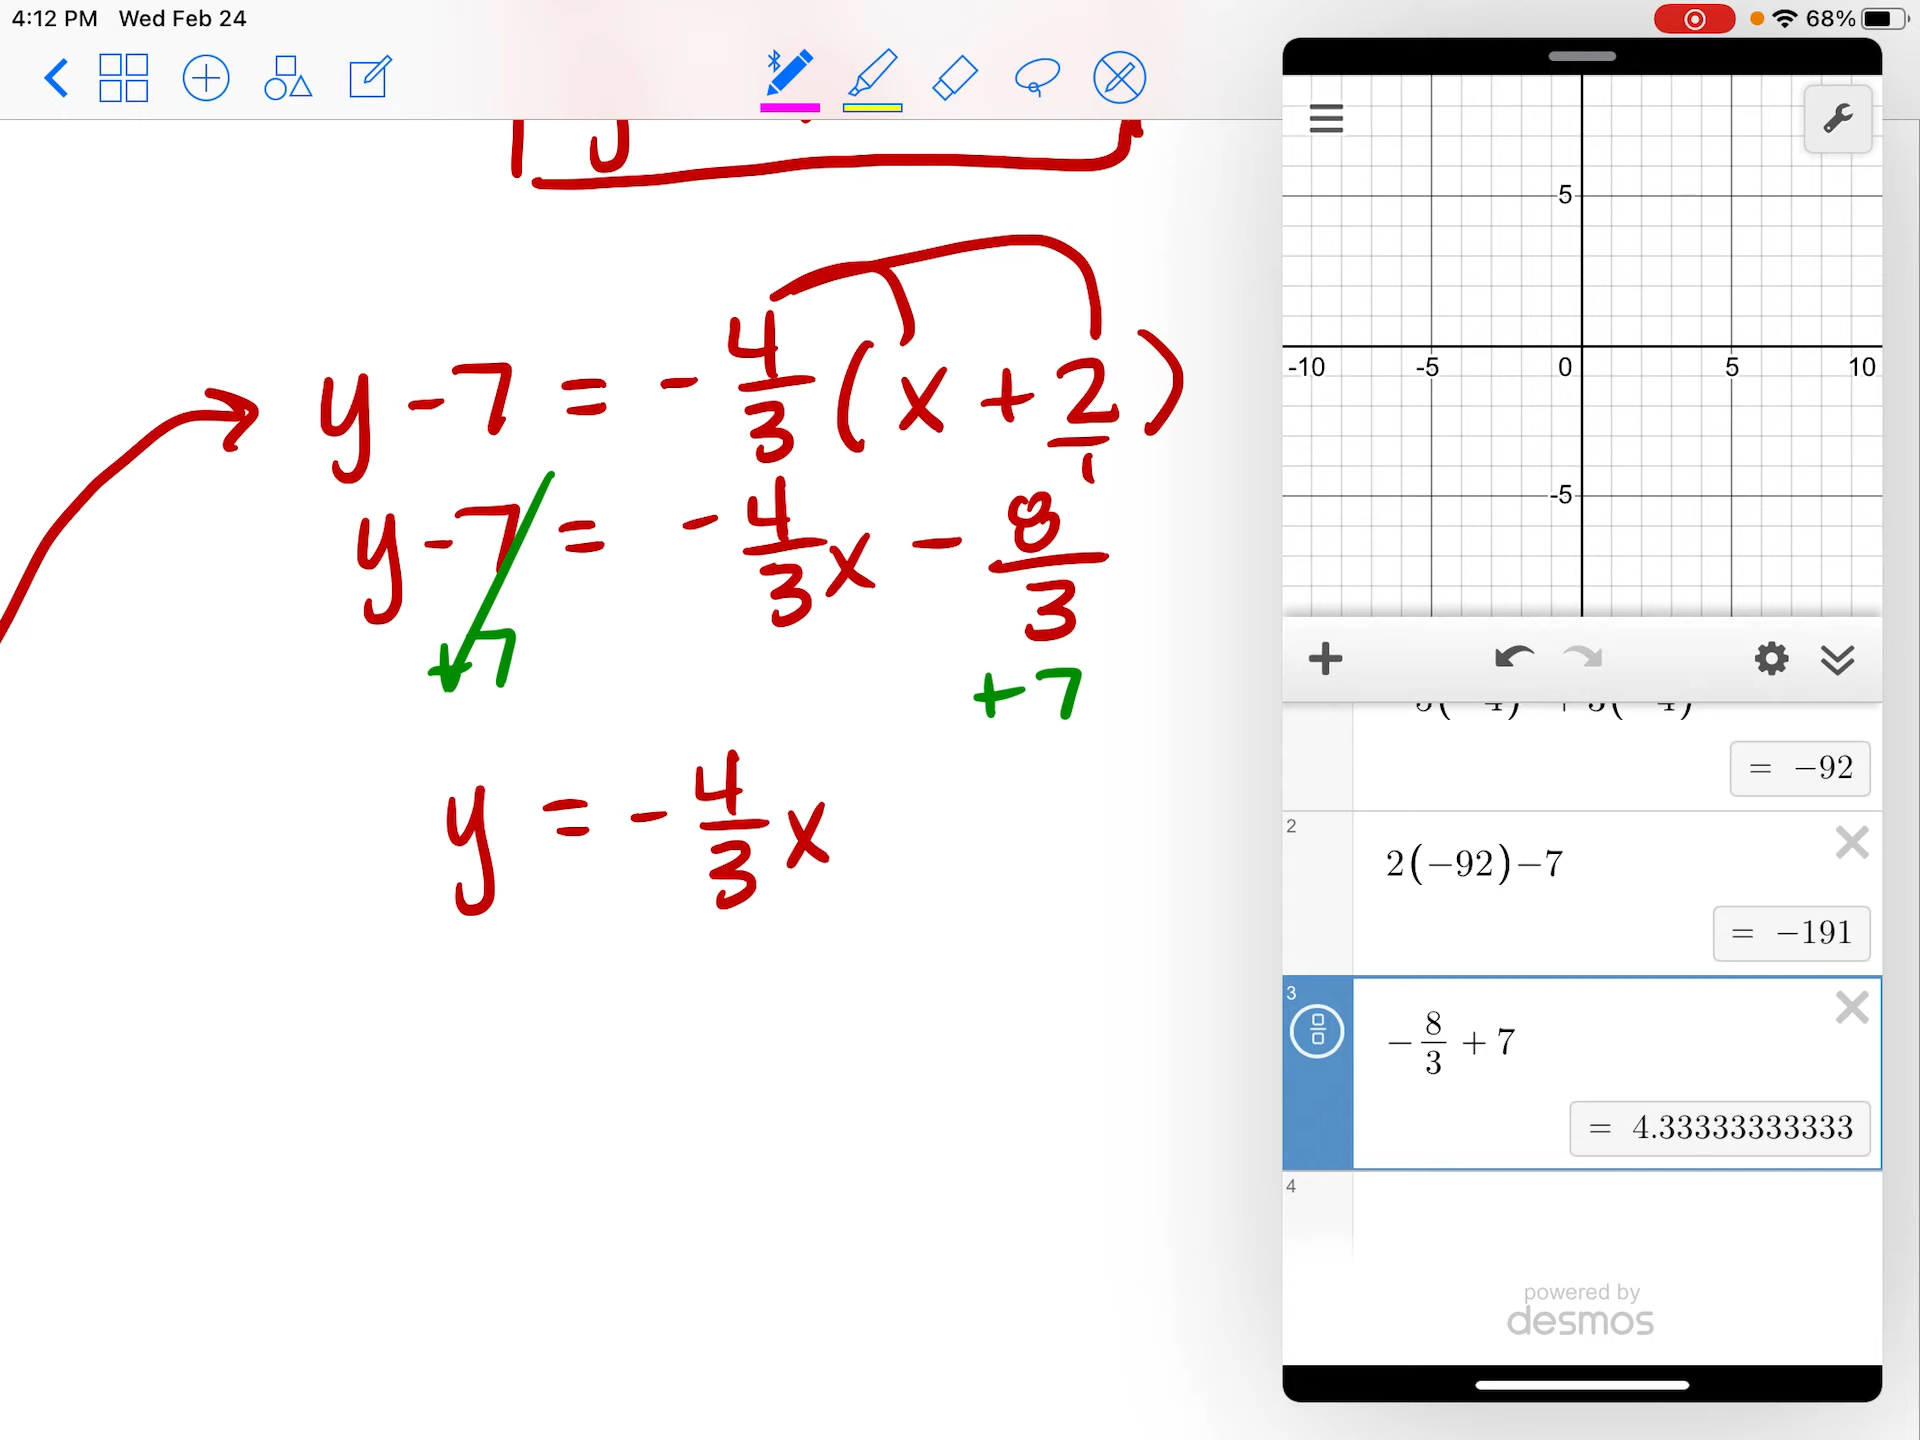 4:12 PM Wed Feb 24
68%
y
y - 7 = - 4/3 (x + 2/1)
y - 7 = - 4/3 x - 8/3
+7 +7
y = - 4/3 x
5
-10 -5 0 5 10
-5
= −92
2
2(−92)−7
= −191
3
− 8/3 + 7
= 4.33333333333
4
powered by
desmos